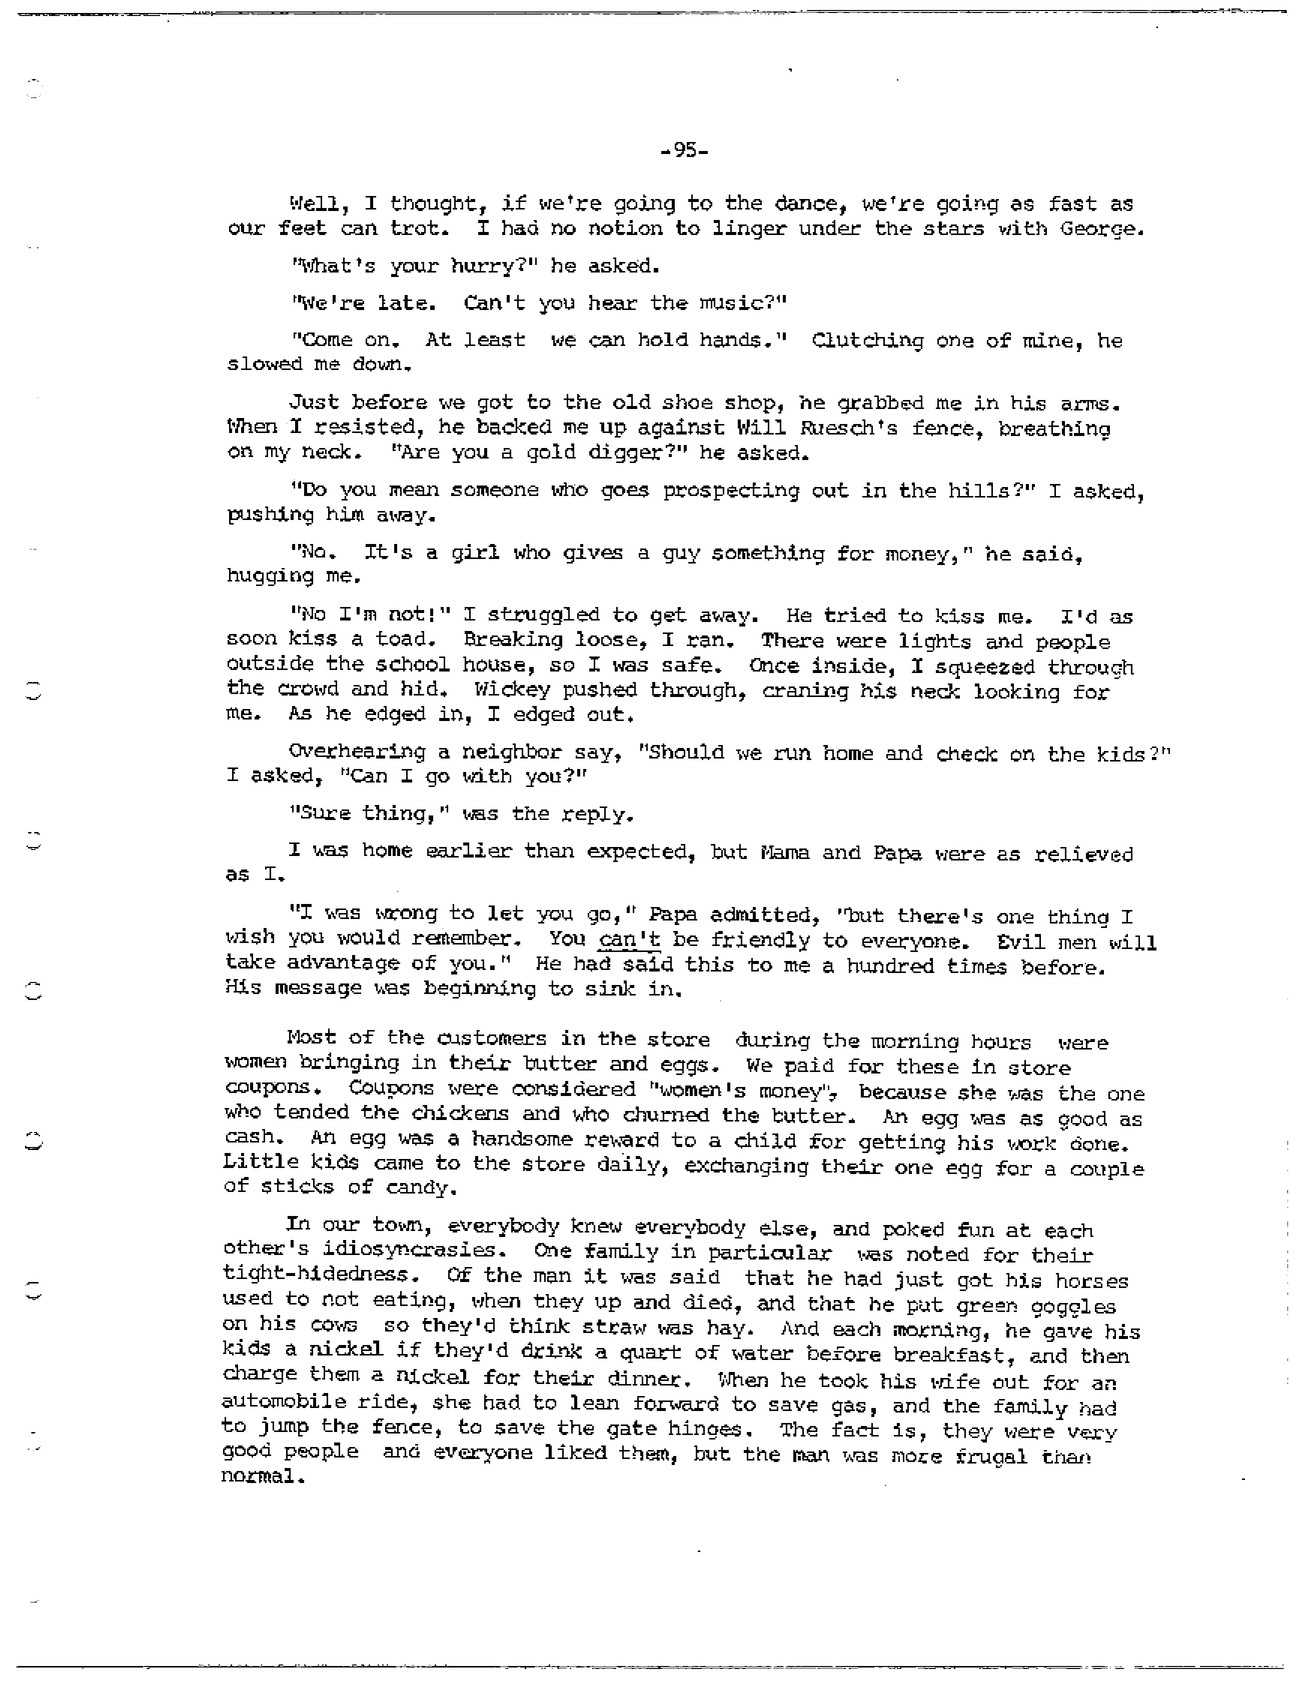 -95-
Well, I thought, if we're going to the dance, we're going as fast as
our feet can trot. I had no notion to linger under the stars with George.
"What's your hurry?" he asked.
"We're late. Can't you hear the music?"
"Come on. At least we can hold hands." Clutching one of mine, he
slowed me down.
Just before we got to the old shoe shop, he grabbed me in his arms.
When I resisted, he backed me up against Will Ruesch's fence, breathing
on my neck. "Are you a gold digger?" he asked.
"Do you mean someone who goes prospecting out in the hills?" I asked,
pushing him away.
"No. It's a girl who gives a guy something for money," he said,
hugging me.
"No I'm not!" I struggled to get away. He tried to kiss me. I'd as
soon kiss a toad. Breaking loose, I ran. There were lights and people
outside the school house, so I was safe. Once inside, I squeezed through
the crowd and hid. Wickey pushed through, craning his neck looking for
me. As he edged in, I edged out.
Overhearing a neighbor say, "Should we run home and check on the kids?"
I asked, "Can I go with you?"
"Sure thing," was the reply.
I was home earlier than expected, but Mama and Papa were as relieved
as I.
"I was wrong to let you go," Papa admitted, "but there's one thing I
wish you would remember. You can't be friendly to everyone. Evil men will
take advantage of you." He had said this to me a hundred times before.
His message was beginning to sink in.
Most of the customers in the store during the morning hours were
women bringing in their butter and eggs. We paid for these in store
coupons. Coupons were considered "women's money", because she was the one
who tended the chickens and who churned the butter. An egg was as good as
cash. An egg was a handsome reward to a child for getting his work done.
Little kids came to the store daily, exchanging their one egg for a couple
of sticks of candy.
In our town, everybody knew everybody else, and poked fun at each
other's idiosyncrasies. One family in particular was noted for their
tight-hidedness. Of the man it was said that he had just got his horses
used to not eating, when they up and died, and that he put green goggles
on his cows so they'd think straw was hay. And each morning, he gave his
kids a nickel if they'd drink a quart of water before breakfast, and then
charge them a nickel for their dinner. When he took his wife out for an
automobile ride, she had to lean forward to save gas, and the family had
to jump the fence, to save the gate hinges. The fact is, they were very
good people and everyone liked them, but the man was more frugal than
normal.